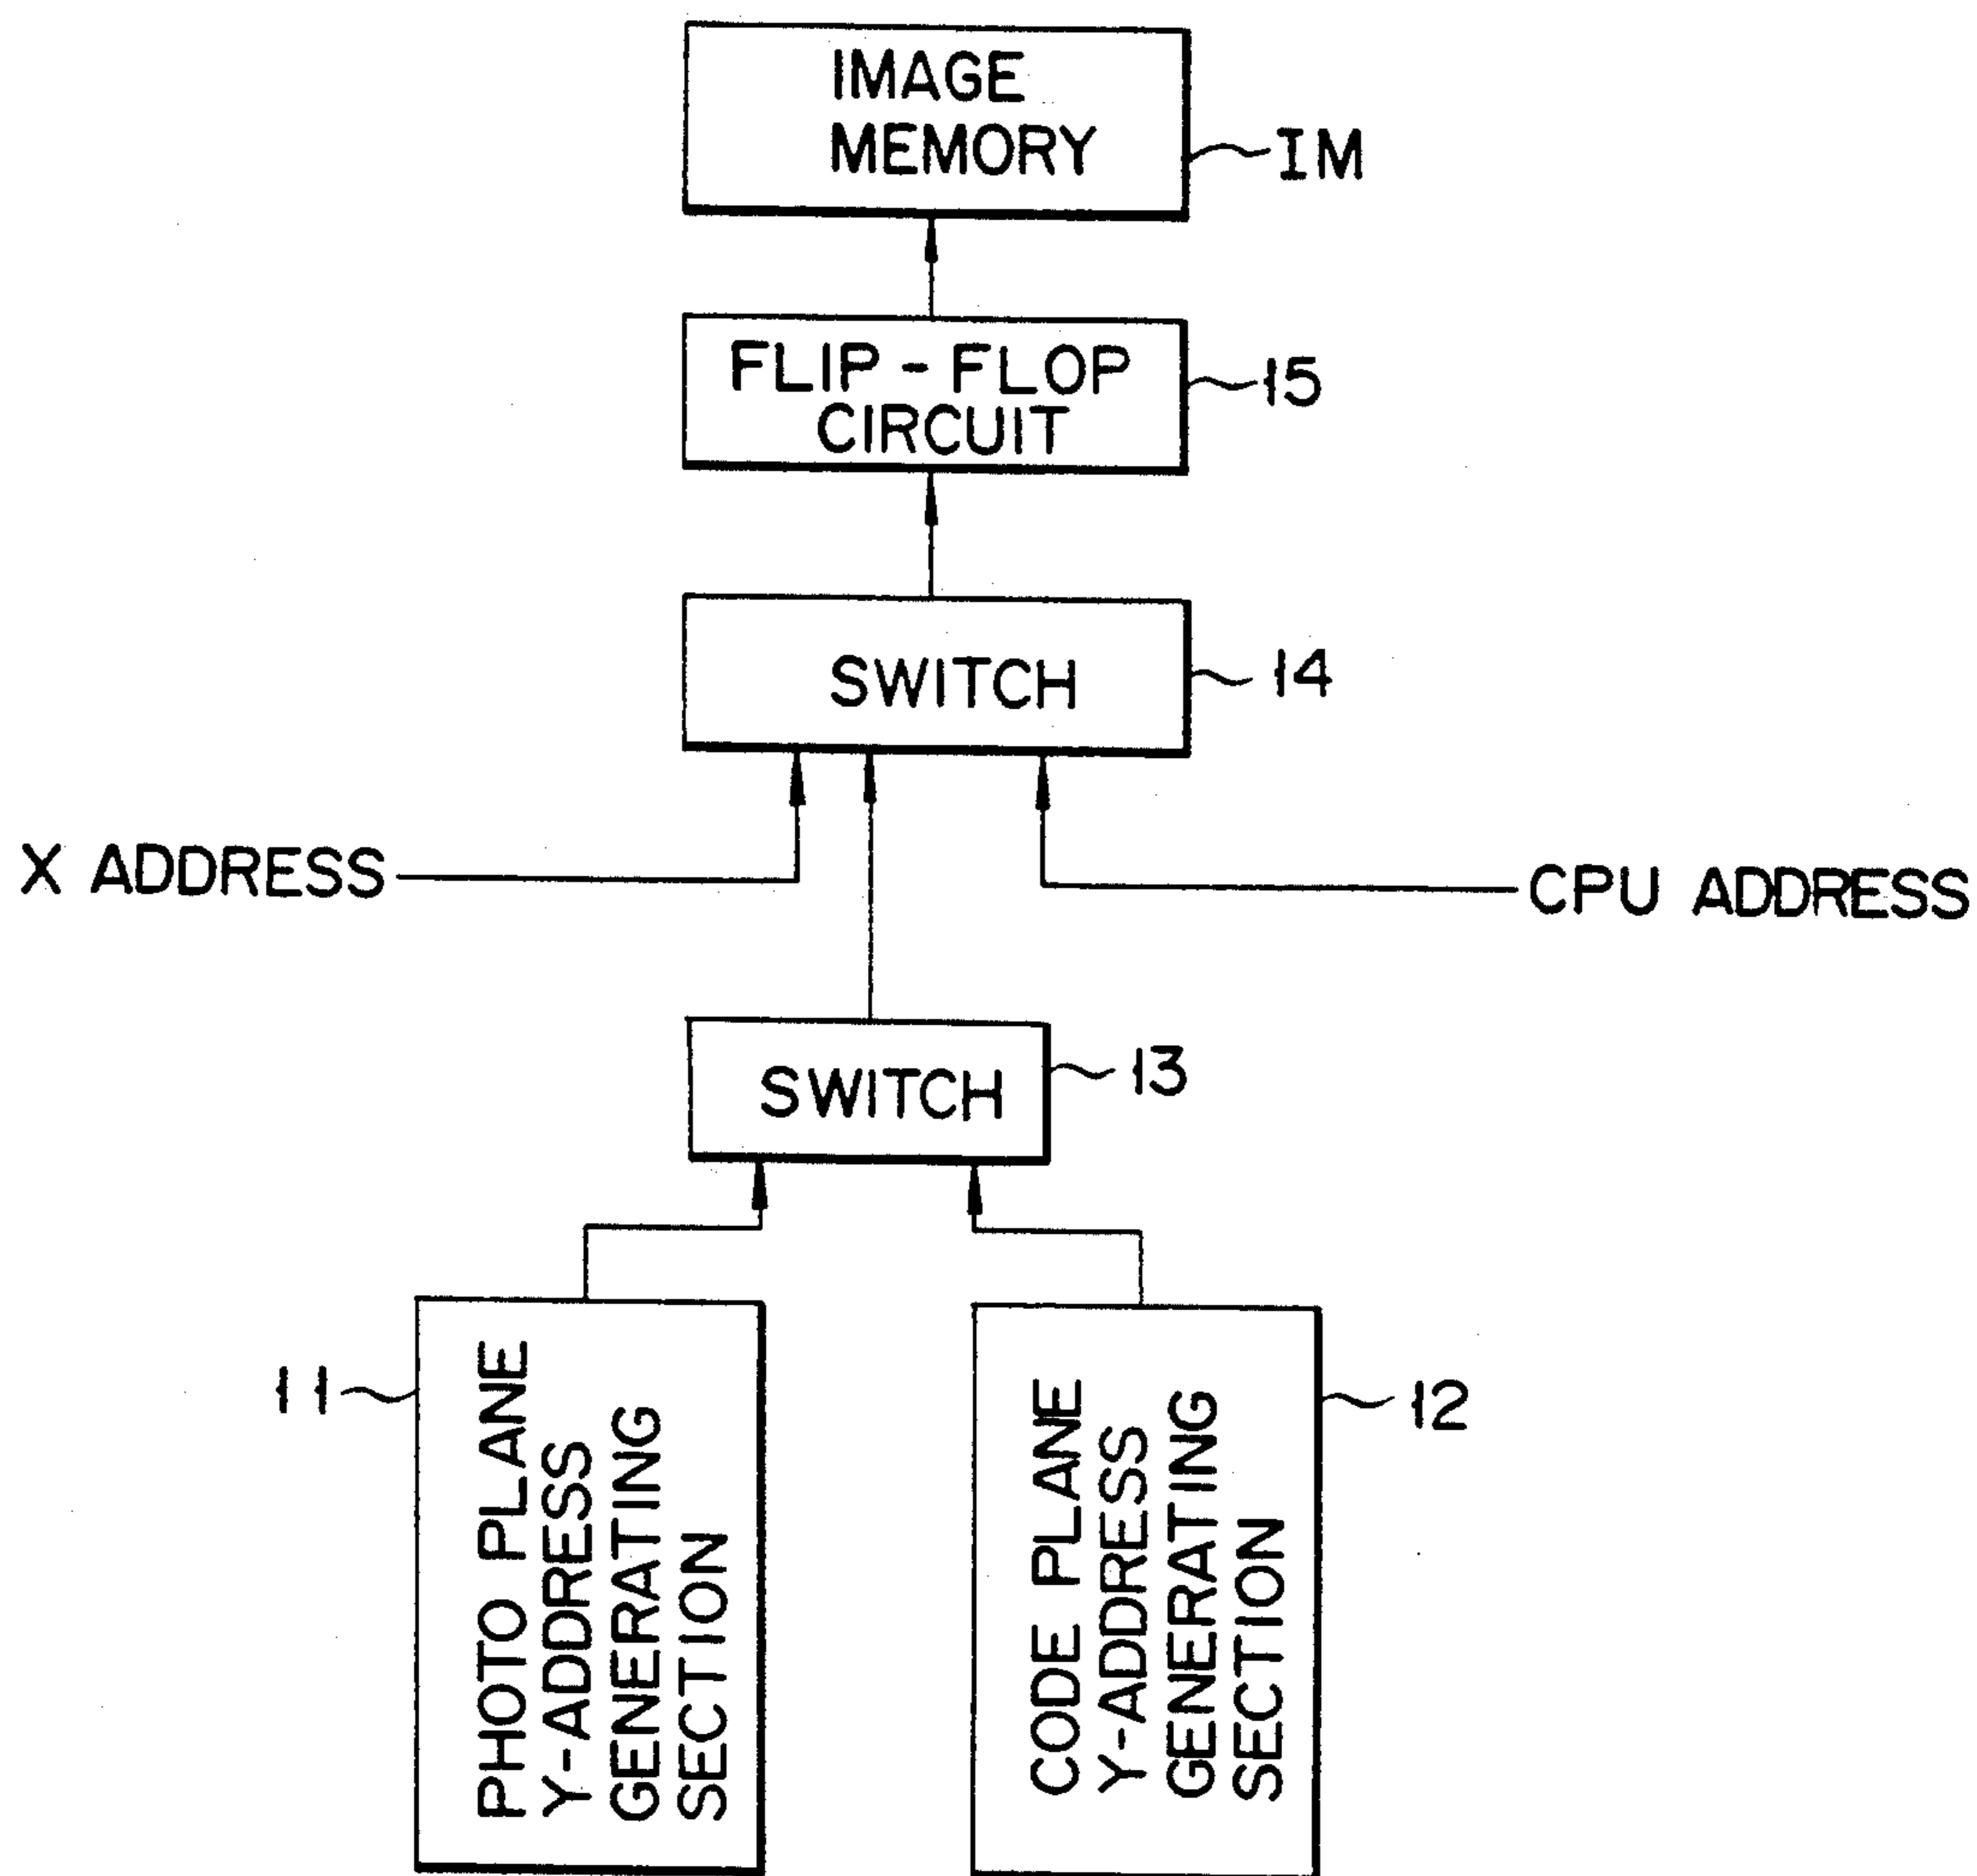 IMAGE
MEMORY
IM
FLIP-FLOP
CIRCUIT
15
SWITCH
14
X ADDRESS
CPU ADDRESS
SWITCH
13
11
PHOTO PLANE
Y-ADDRESS
GENERATING
SECTION
CODE PLANE
Y-ADDRESS
GENERATING
SECTION
12